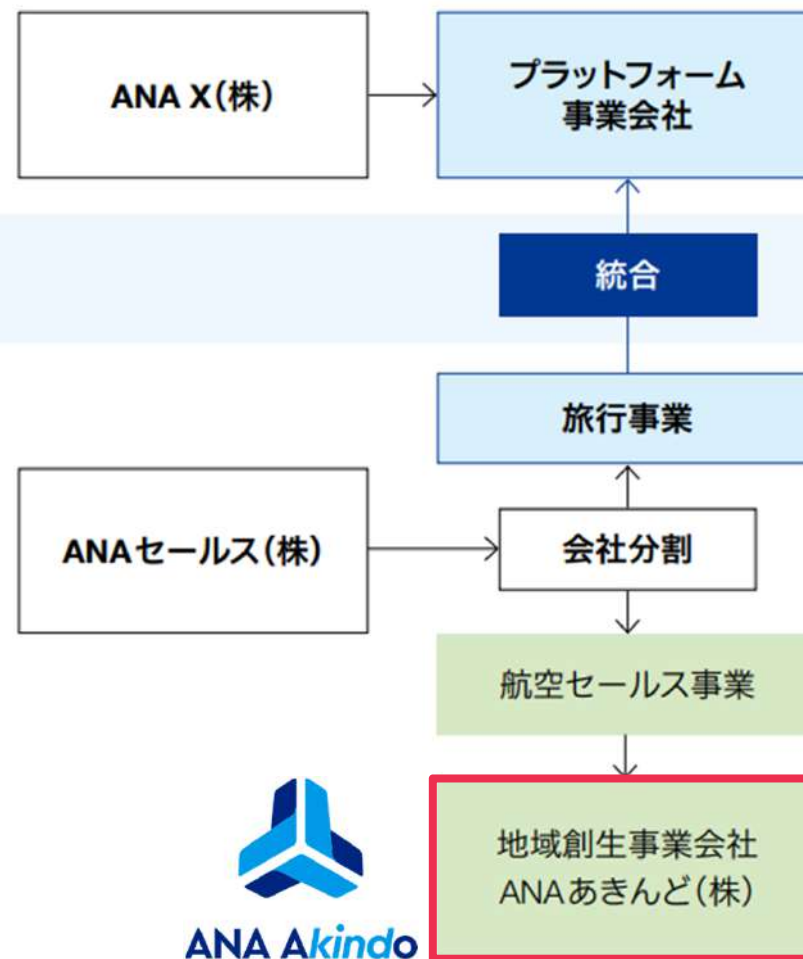 ANA X(株)
プラットフォーム
事業会社
統合
旅行事業
ANAセールス(株)
会社分割
航空セールス事業
地域創生事業会社
ANAあきんど(株)
ANA Akindo